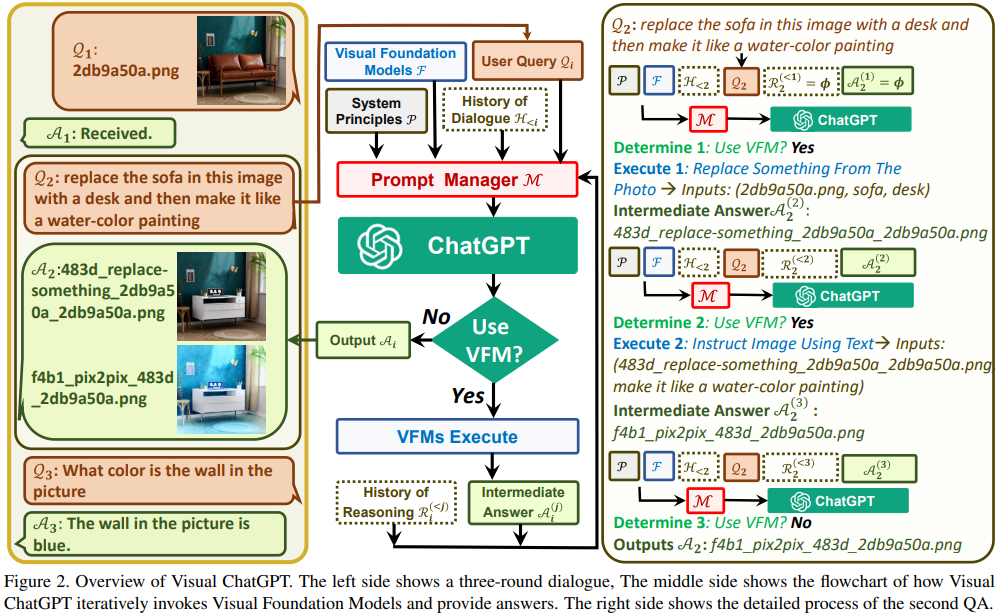 Q₁:
2db9a50a.png
A₁: Received.
Q₂: replace the sofa in this image
with a desk and then make it like
a water-color painting
A₂:483d_replace-
something_2db9a5
0a_2db9a50a.png
f4b1_pix2pix_483d
_2db9a50a.png
Q₃: What color is the wall in the
picture
A₃: The wall in the picture is
blue.
Visual Foundation
Models F
User Query Qᵢ
System
Principles P
History of
Dialogue H<i
Prompt Manager M
ChatGPT
Use
VFM?
No
Output Aᵢ
Yes
VFMs Execute
History of
Reasoning Rᵢ^(<j)
Intermediate
Answer Aᵢ^(j)
Q₂: replace the sofa in this image with a desk and
then make it like a water-color painting
P F H<2 Q₂ R₂^(<1) = ϕ A₂^(1) = ϕ
M ChatGPT
Determine 1: Use VFM? Yes
Execute 1: Replace Something From The
Photo → Inputs: (2db9a50a.png, sofa, desk)
Intermediate Answer A₂^(2):
483d_replace-something_2db9a50a_2db9a50a.png
P F H<2 Q₂ R₂^(<2) A₂^(2)
M ChatGPT
Determine 2: Use VFM? Yes
Execute 2: Instruct Image Using Text→ Inputs:
(483d_replace-something_2db9a50a_2db9a50a.png,
make it like a water-color painting)
Intermediate Answer A₂^(3) :
f4b1_pix2pix_483d_2db9a50a.png
P F H<2 Q₂ R₂^(<3) A₂^(3)
M ChatGPT
Determine 3: Use VFM? No
Outputs A₂: f4b1_pix2pix_483d_2db9a50a.png
Figure 2. Overview of Visual ChatGPT. The left side shows a three-round dialogue, The middle side shows the flowchart of how Visual
ChatGPT iteratively invokes Visual Foundation Models and provide answers. The right side shows the detailed process of the second QA.